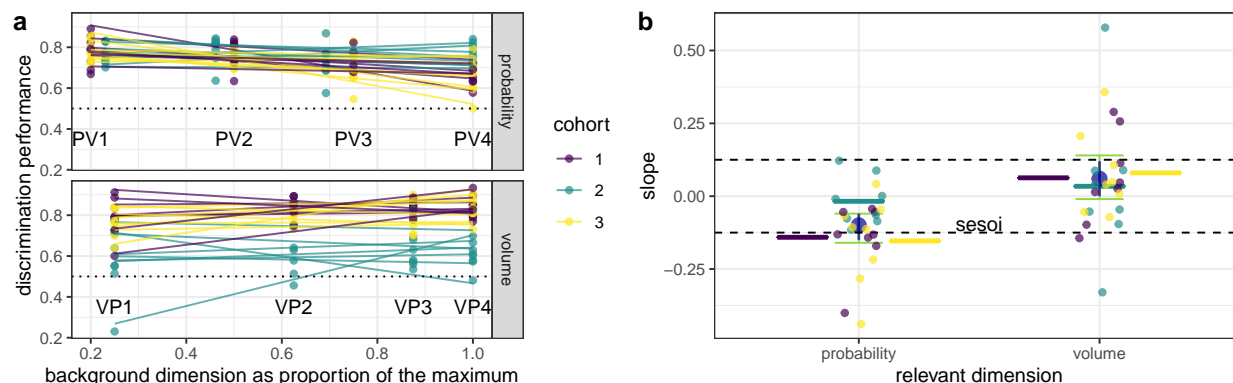 a
discrimination performance
0.8
0.6
0.4
0.2
PV1 PV2 PV3 PV4
probability
0.8
0.6
0.4
0.2
VP1 VP2 VP3 VP4
volume
0.2 0.4 0.6 0.8 1.0
background dimension as proportion of the maximum
cohort
1
2
3
b
slope
0.50
0.25
0.00
−0.25
sesoi
probability volume
relevant dimension